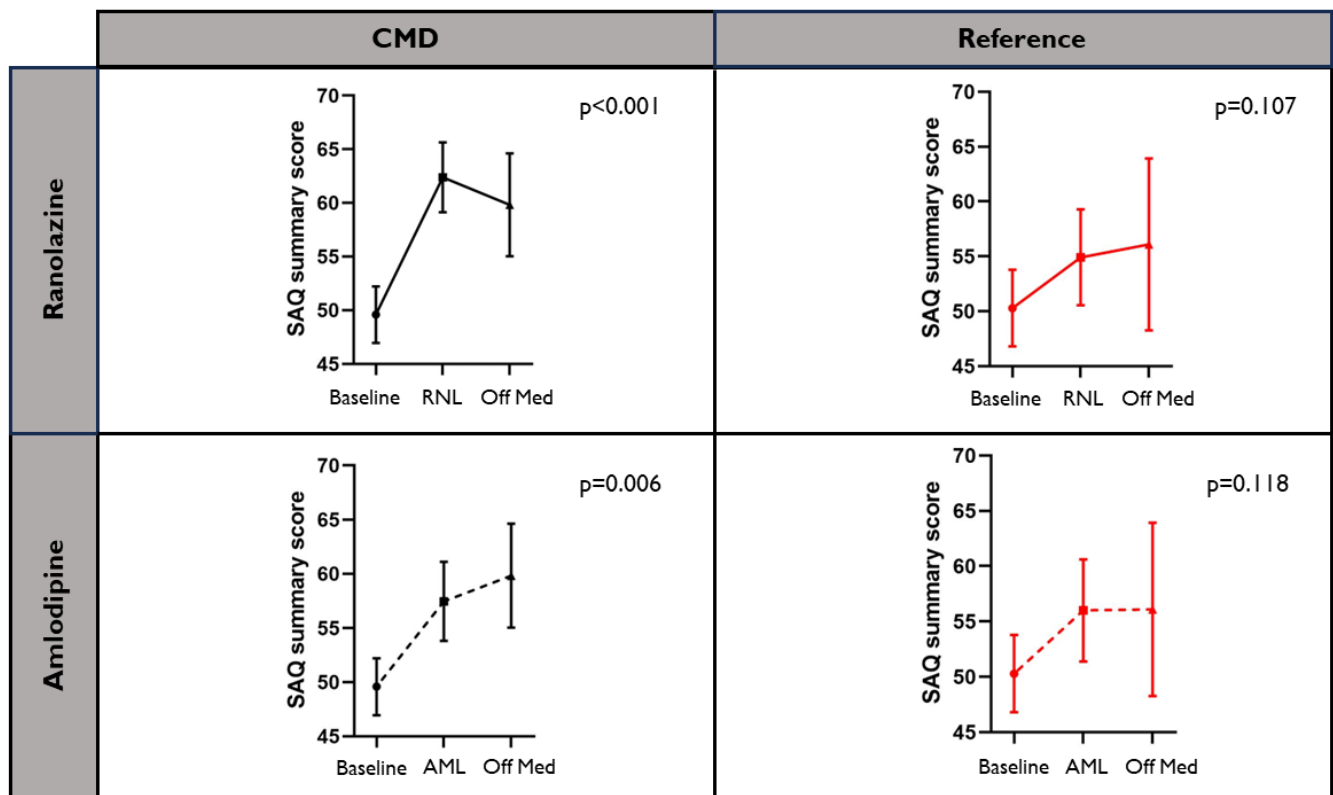 CMD
Reference
Ranolazine
p<0.001
SAQ summary score
70
65
60
55
50
45
Baseline RNL Off Med
p=0.107
SAQ summary score
70
65
60
55
50
45
Baseline RNL Off Med
Amlodipine
p=0.006
SAQ summary score
70
65
60
55
50
45
Baseline AML Off Med
p=0.118
SAQ summary score
70
65
60
55
50
45
Baseline AML Off Med